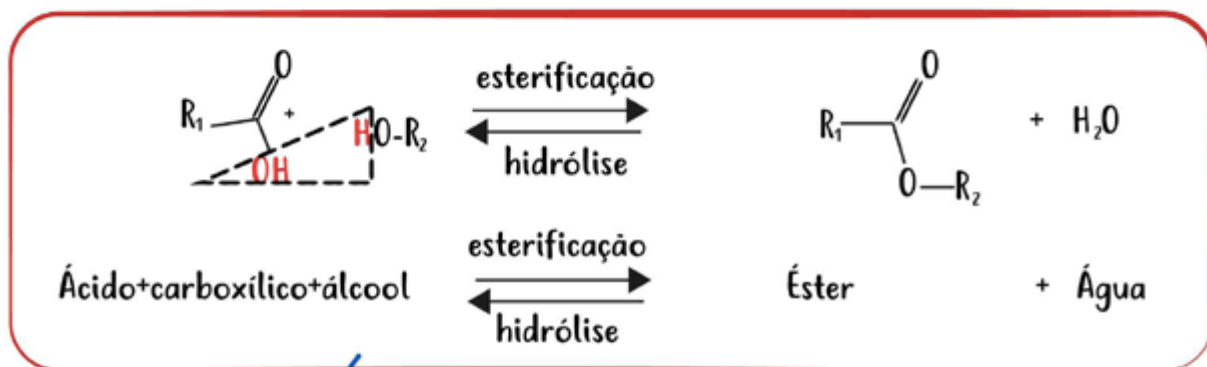 O O
esterificação
R₁ + HO-R₂ R₁ + H₂O
OH hidrólise O R₂
esterificação
Ácido+carboxílico+álcool Éster + Água
hidrólise